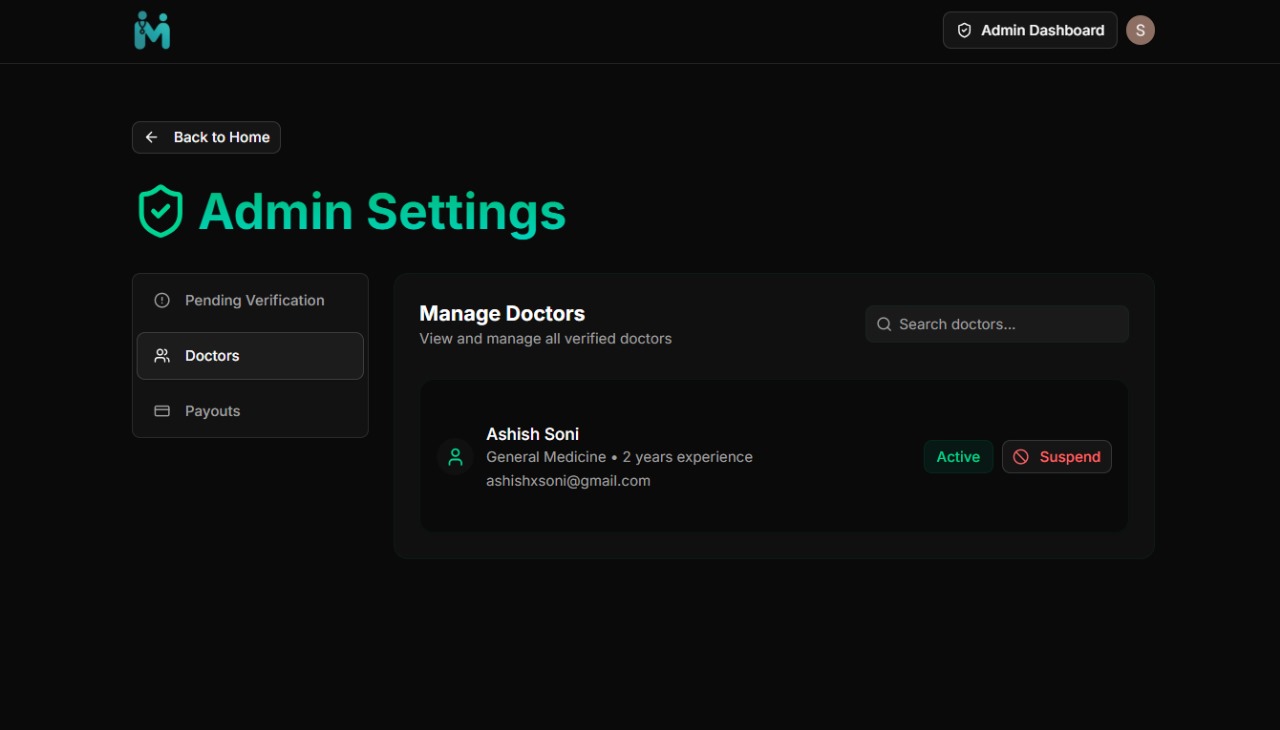 Admin Dashboard
S
Back to Home
Admin Settings
Pending Verification
Doctors
Payouts
Manage Doctors
View and manage all verified doctors
Search doctors...
Ashish Soni
General Medicine • 2 years experience
ashishxsoni@gmail.com
Active
Suspend